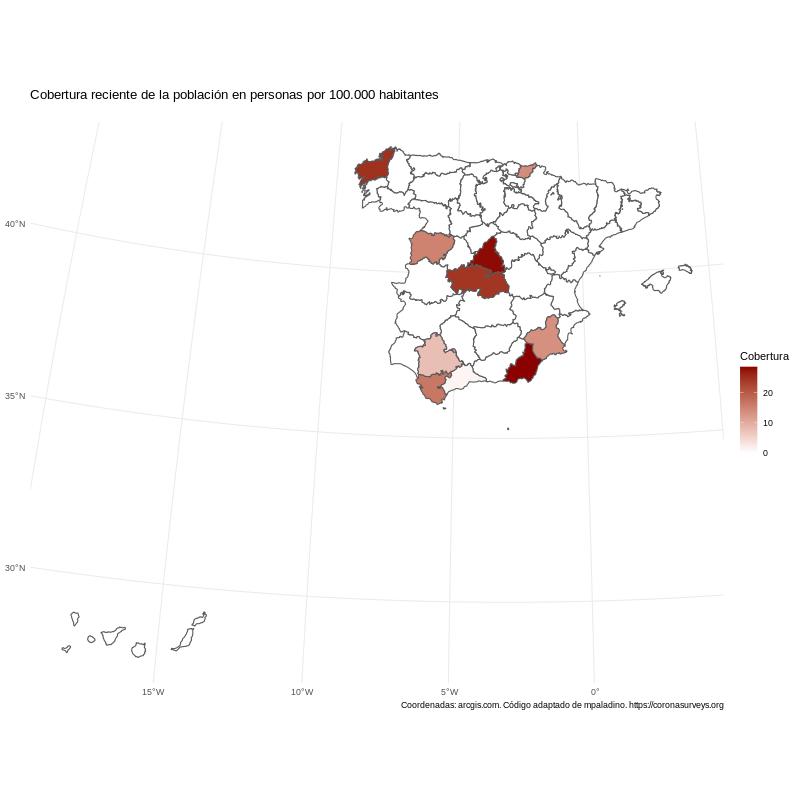 Cobertura reciente de la población en personas por 100.000 habitantes
40°N
35°N
30°N
Cobertura
20
10
0
15°W
10°W
5°W
0°
Coordenadas: arcgis.com. Código adaptado de mpaladino. https://coronasurveys.org